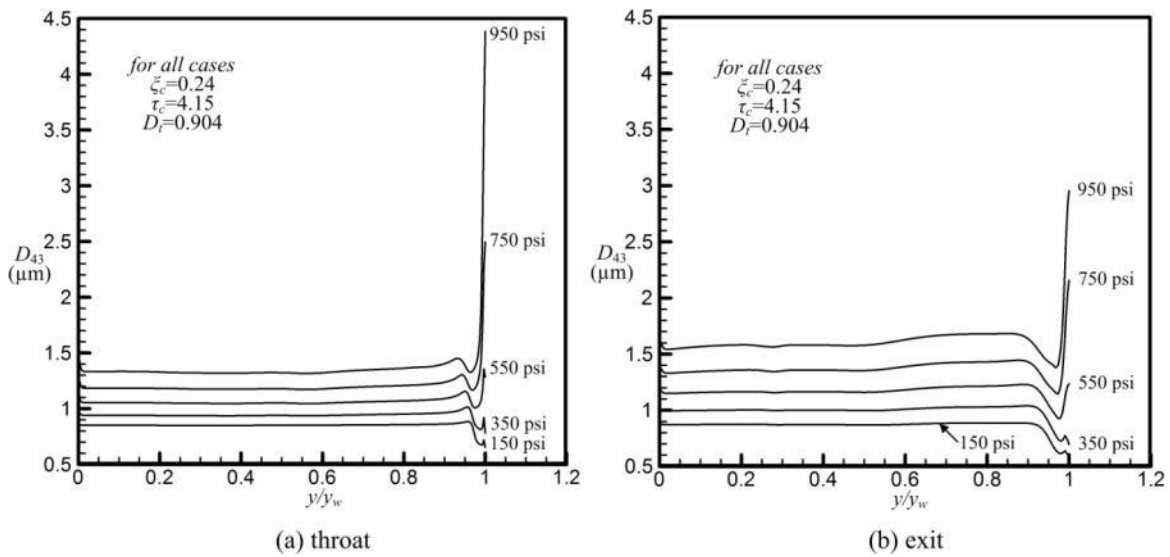 4.5
4
3.5
3
2.5
2
1.5
1
0.5
D₄₃
(µm)
for all cases
ξc=0.24
τc=4.15
Dt=0.904
950 psi
750 psi
550 psi
350 psi
150 psi
0 0.2 0.4 0.6 0.8 1 1.2
y/yw
(a) throat
4.5
4
3.5
3
2.5
2
1.5
1
0.5
D₄₃
(µm)
for all cases
ξc=0.24
τc=4.15
Dt=0.904
950 psi
750 psi
550 psi
350 psi
150 psi
0 0.2 0.4 0.6 0.8 1 1.2
y/yw
(b) exit